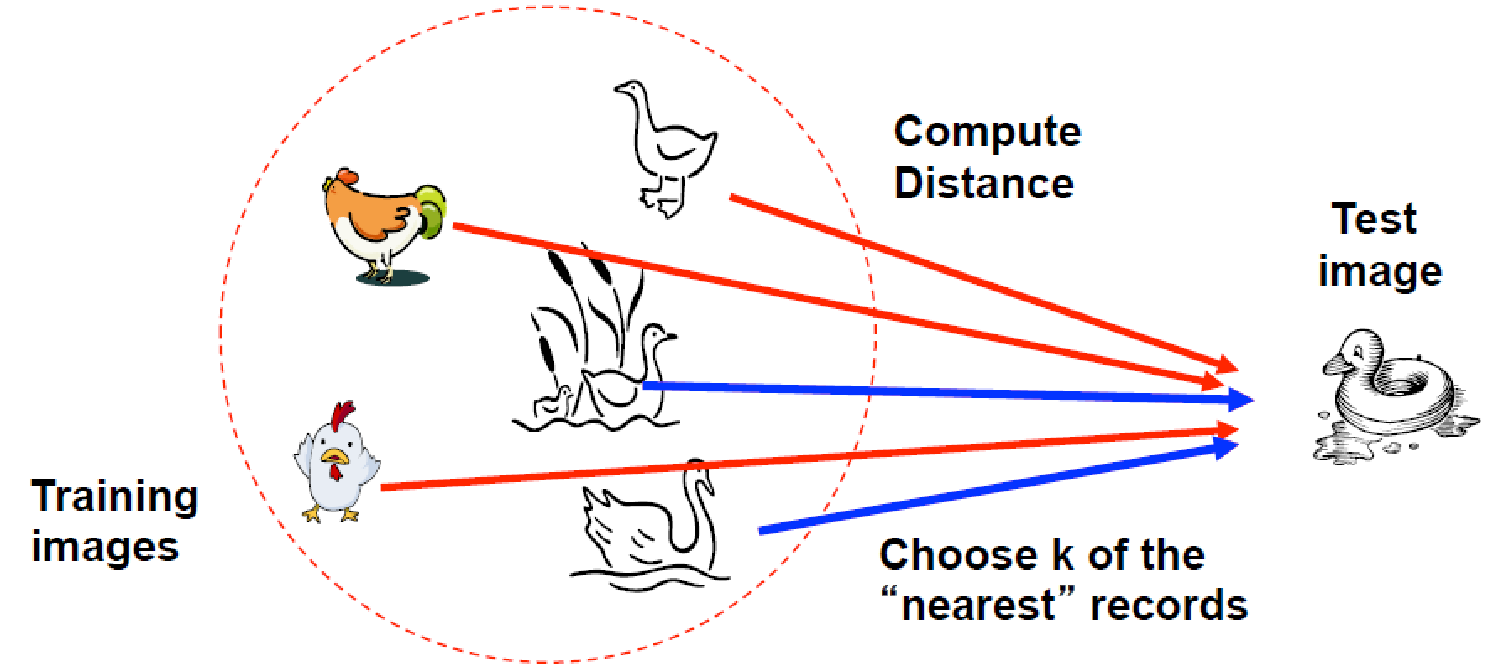 Compute
Distance
Test
image
Training
images
Choose k of the
“nearest” records